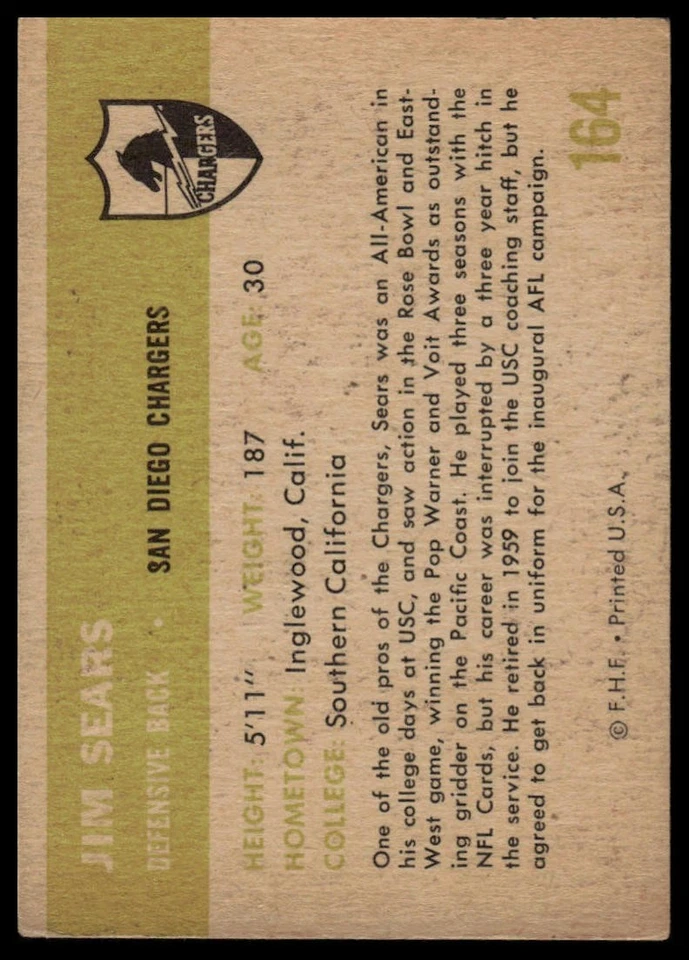 JIM SEARS
DEFENSIVE BACK • SAN DIEGO CHARGERS
CHARGERS
HEIGHT: 5'11" WEIGHT: 187 AGE: 30
HOMETOWN: Inglewood, Calif.
COLLEGE: Southern California
One of the old pros of the Chargers, Sears was an All-American in
his college days at USC, and saw action in the Rose Bowl and East-
West game, winning the Pop Warner and Voit Awards as outstand-
ing gridder on the Pacific Coast. He played three seasons with the
NFL Cards, but his career was interrupted by a three year hitch in
the service. He retired in 1959 to join the USC coaching staff, but he
agreed to get back in uniform for the inaugural AFL campaign.
164
© F.H.F. • Printed U.S.A.